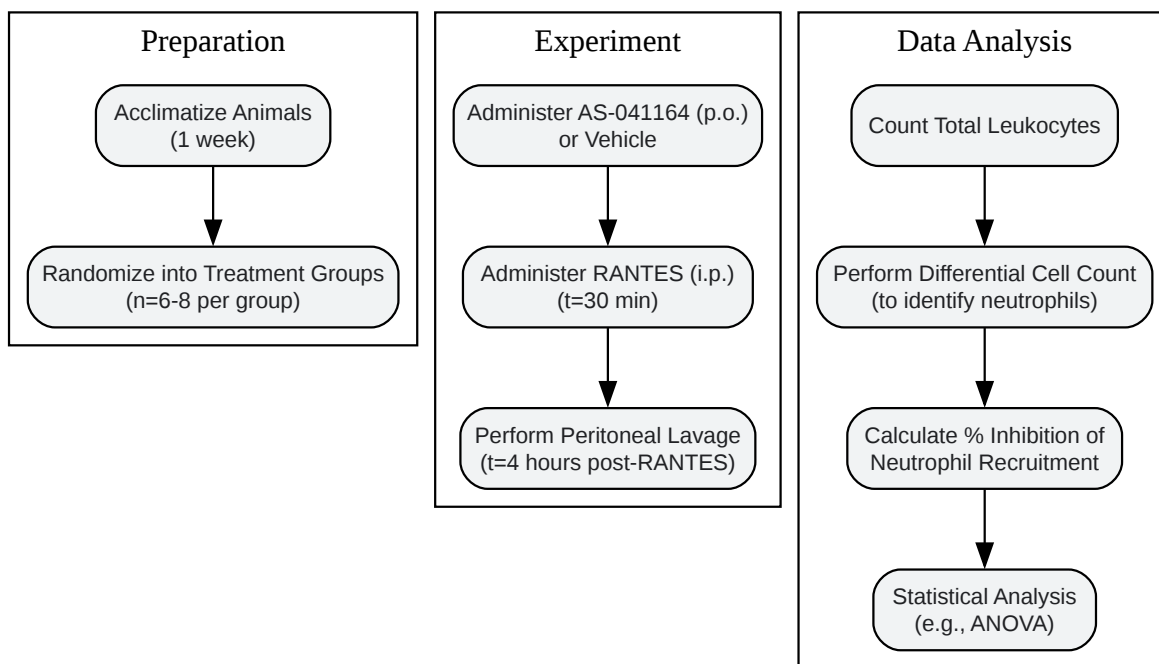 Preparation
Acclimatize Animals
(1 week)
Randomize into Treatment Groups
(n=6-8 per group)
Experiment
Administer AS-041164 (p.o.)
or Vehicle
Administer RANTES (i.p.)
(t=30 min)
Perform Peritoneal Lavage
(t=4 hours post-RANTES)
Data Analysis
Count Total Leukocytes
Perform Differential Cell Count
(to identify neutrophils)
Calculate % Inhibition of
Neutrophil Recruitment
Statistical Analysis
(e.g., ANOVA)